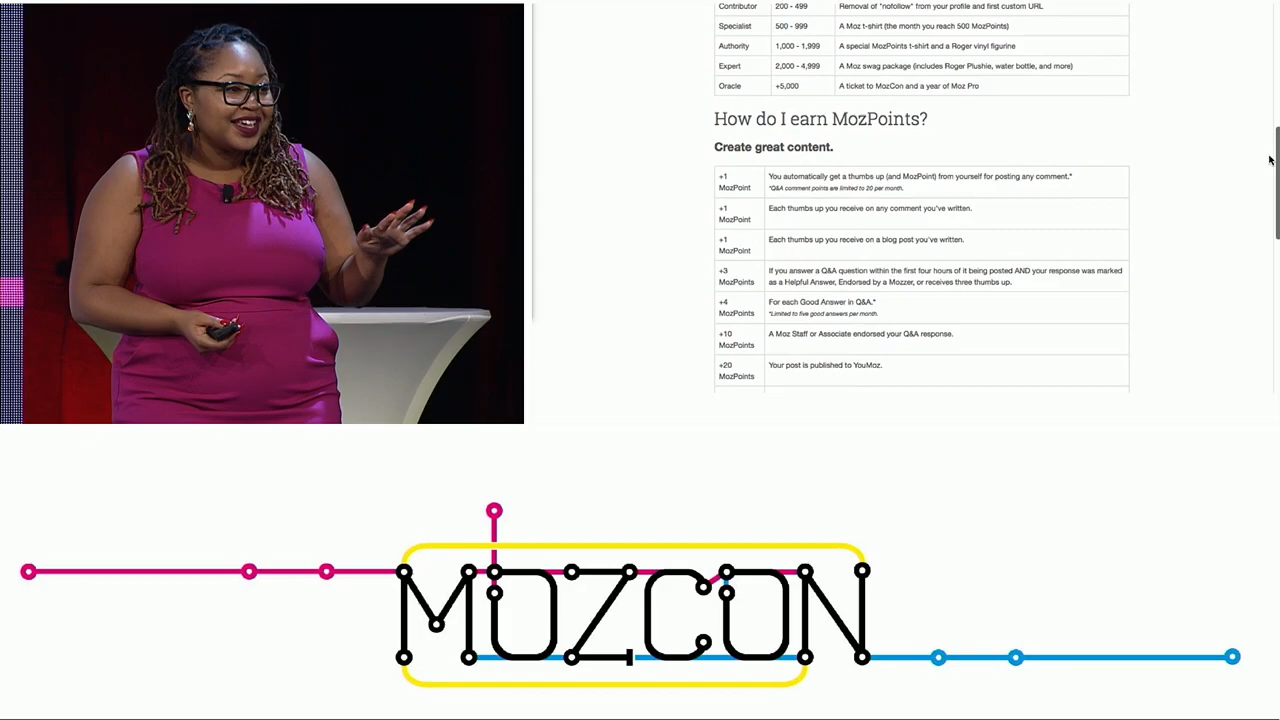 Contributor 200 - 499 Removal of "nofollow" from your profile and first custom URL
Specialist 500 - 999 A Moz t-shirt (the month you reach 500 MozPoints)
Authority 1,000 - 1,999 A special MozPoints t-shirt and a Roger vinyl figurine
Expert 2,000 - 4,999 A Moz swag package (includes Roger Plushie, water bottle, and more)
Oracle +5,000 A ticket to MozCon and a year of Moz Pro
How do I earn MozPoints?
Create great content.
+1 You automatically get a thumbs up (and MozPoint) from yourself for posting any comment.*
MozPoint *Q&A comment points are limited to 20 per month.
+1 Each thumbs up you receive on any comment you've written.
MozPoint
+1 Each thumbs up you receive on a blog post you've written.
MozPoint
+3 If you answer a Q&A question within the first four hours of it being posted AND your response was marked
MozPoints as a Helpful Answer, Endorsed by a Mozzer, or receives three thumbs up.
+4 For each Good Answer in Q&A.*
MozPoints *Limited to five good answers per month.
+10 A Moz Staff or Associate endorsed your Q&A response.
MozPoints
+20 Your post is published to YouMoz.
MozPoints
MOZCON